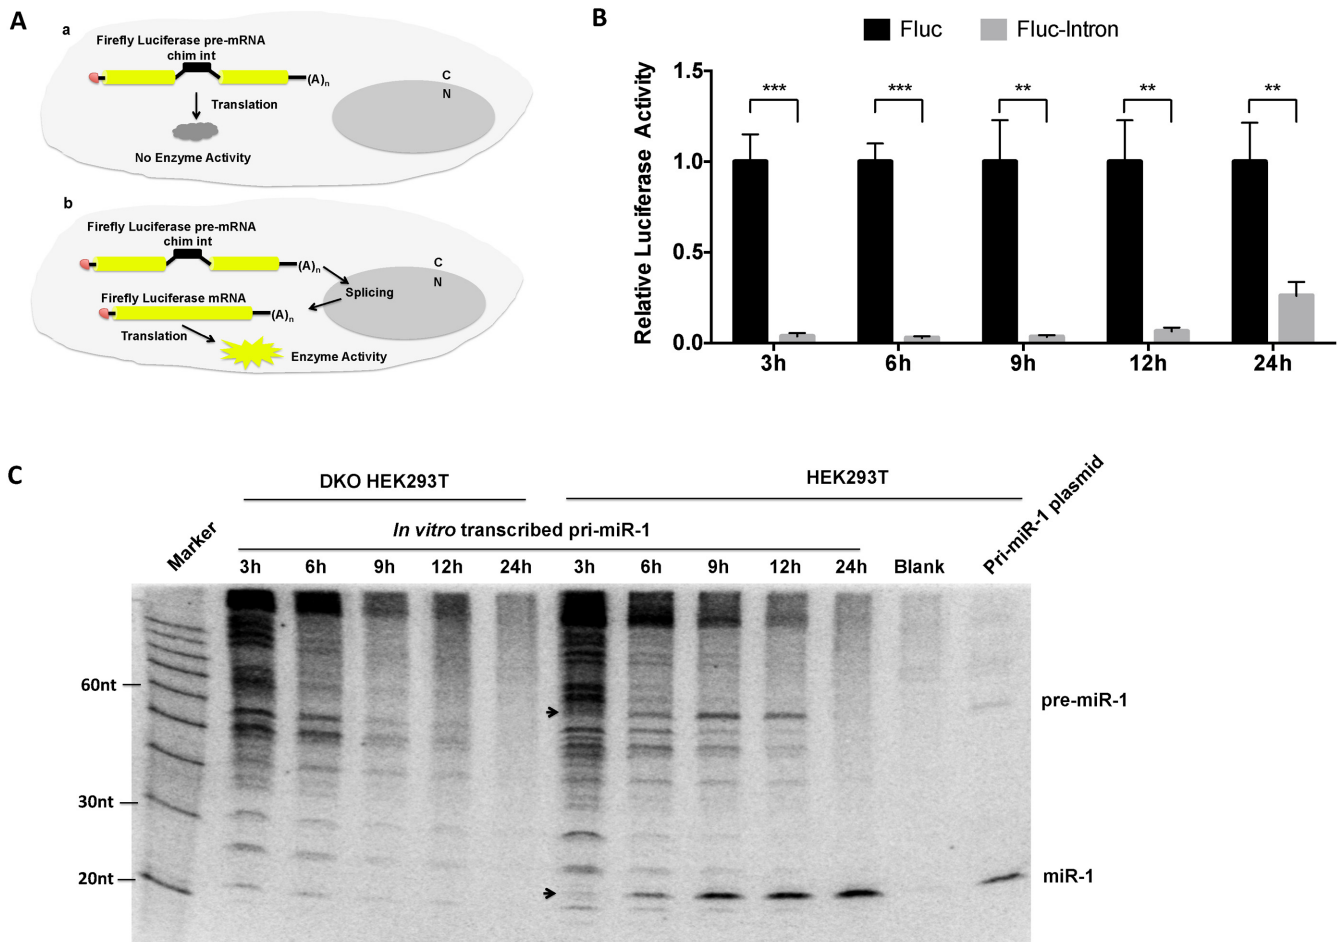 A
a
Firefly Luciferase pre-mRNA
chim int
(A)n
C
N
Translation
No Enzyme Activity
b
Firefly Luciferase pre-mRNA
chim int
(A)n
C
N
Splicing
Firefly Luciferase mRNA
(A)n
Translation
Enzyme Activity
B
Fluc Fluc-Intron
Relative Luciferase Activity
1.5
1.0
0.5
0.0
*** *** ** ** **
3h 6h 9h 12h 24h
C
DKO HEK293T HEK293T
In vitro transcribed pri-miR-1
Marker 3h 6h 9h 12h 24h 3h 6h 9h 12h 24h Blank Pri-miR-1 plasmid
60nt
pre-miR-1
30nt
20nt
miR-1